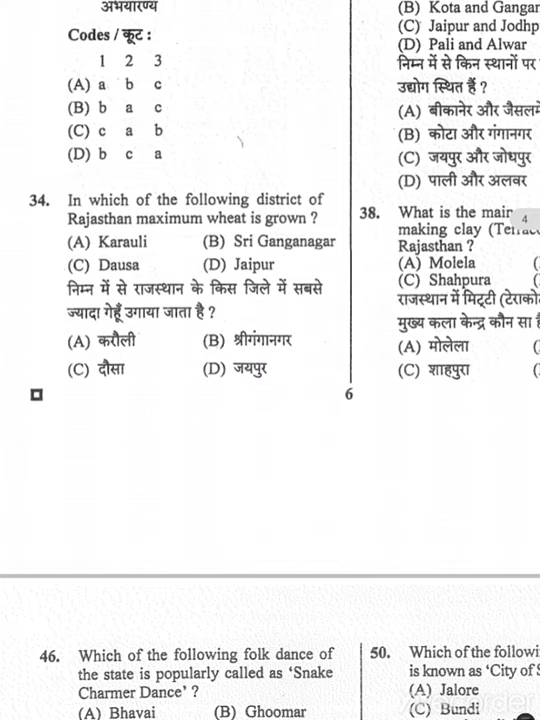 अभयारण्य
Codes / कूट :
1 2 3
(A) a b c
(B) b a c
(C) c a b
(D) b c a
34. In which of the following district of
Rajasthan maximum wheat is grown ?
(A) Karauli (B) Sri Ganganagar
(C) Dausa (D) Jaipur
निम्न में से राजस्थान के किस जिले में सबसे
ज्यादा गेहूँ उगाया जाता है ?
(A) करौली (B) श्रीगंगानगर
(C) दौसा (D) जयपुर
(B) Kota and Gangar
(C) Jaipur and Jodhp
(D) Pali and Alwar
निम्न में से किन स्थानों पर
उद्योग स्थित हैं ?
(A) बीकानेर और जैसलमे
(B) कोटा और गंगानगर
(C) जयपुर और जोधपुर
(D) पाली और अलवर
38. What is the main
4
making clay
Rajasthan ?
(A) Molela (
(C) Shahpura (
राजस्थान में मिट्टी (टेराको
मुख्य कला केन्द्र कौन सा है
(A) मोलेला (
(C) शाहपुरा (
6
46. Which of the following folk dance of
the state is popularly called as ‘Snake
Charmer Dance’ ?
(A) Bhavai (B) Ghoomar
50. Which of the followi
is known as ‘City of S
(A) Jalore
(C) Bundi